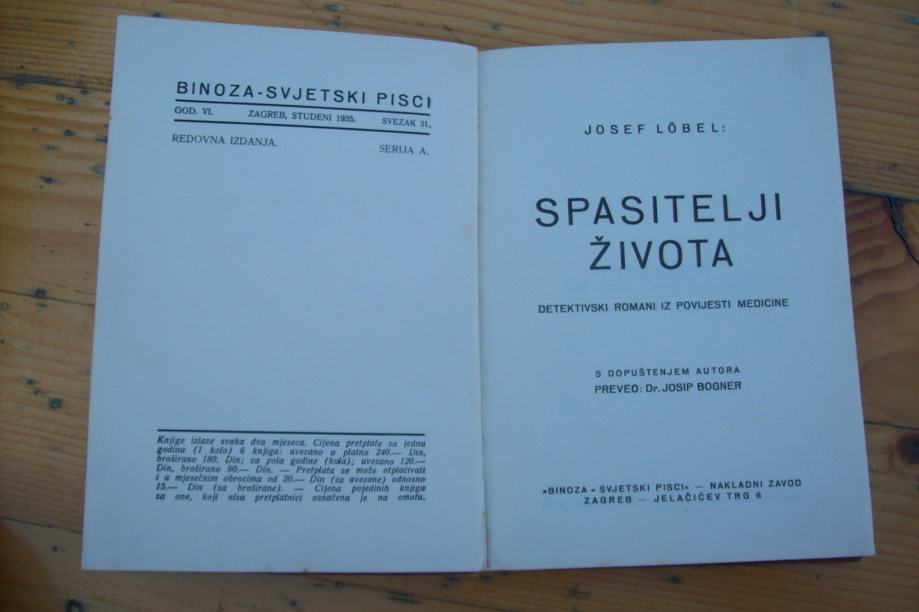 BINOZA-SVJETSKI PISCI
GOD. VI. ZAGREB, STUDENI 1935. SVEZAK 31.
REDOVNA IZDANJA. SERIJA A.
Knjige izlaze svaka dva mjeseca. Cijena pretplate za jednu
godinu (1 kolo) 6 knjiga: uvezano u platno 240.— Din,
broširano 180. Din; za pola godine (kola); uvezano 120.—
Din, broširano 90.— Din. — Pretplata se može otplaćivati
i u mjesečnim obrocima od 20.— Din (za uvezane) odnosno
15.— Din (za broširane). — Cijena pojedinih knjiga
za one, koji nisu pretplatnici označena je na omotu.
JOSEF LÖBEL:
SPASITELJI
ŽIVOTA
DETEKTIVSKI ROMANI IZ POVIJESTI MEDICINE
S DOPUŠTENJEM AUTORA
PREVEO: Dr. JOSIP BOGNER
»BINOZA - SVJETSKI PISCI« — NAKLADNI ZAVOD
ZAGREB — JELAČIĆEV TRG 6